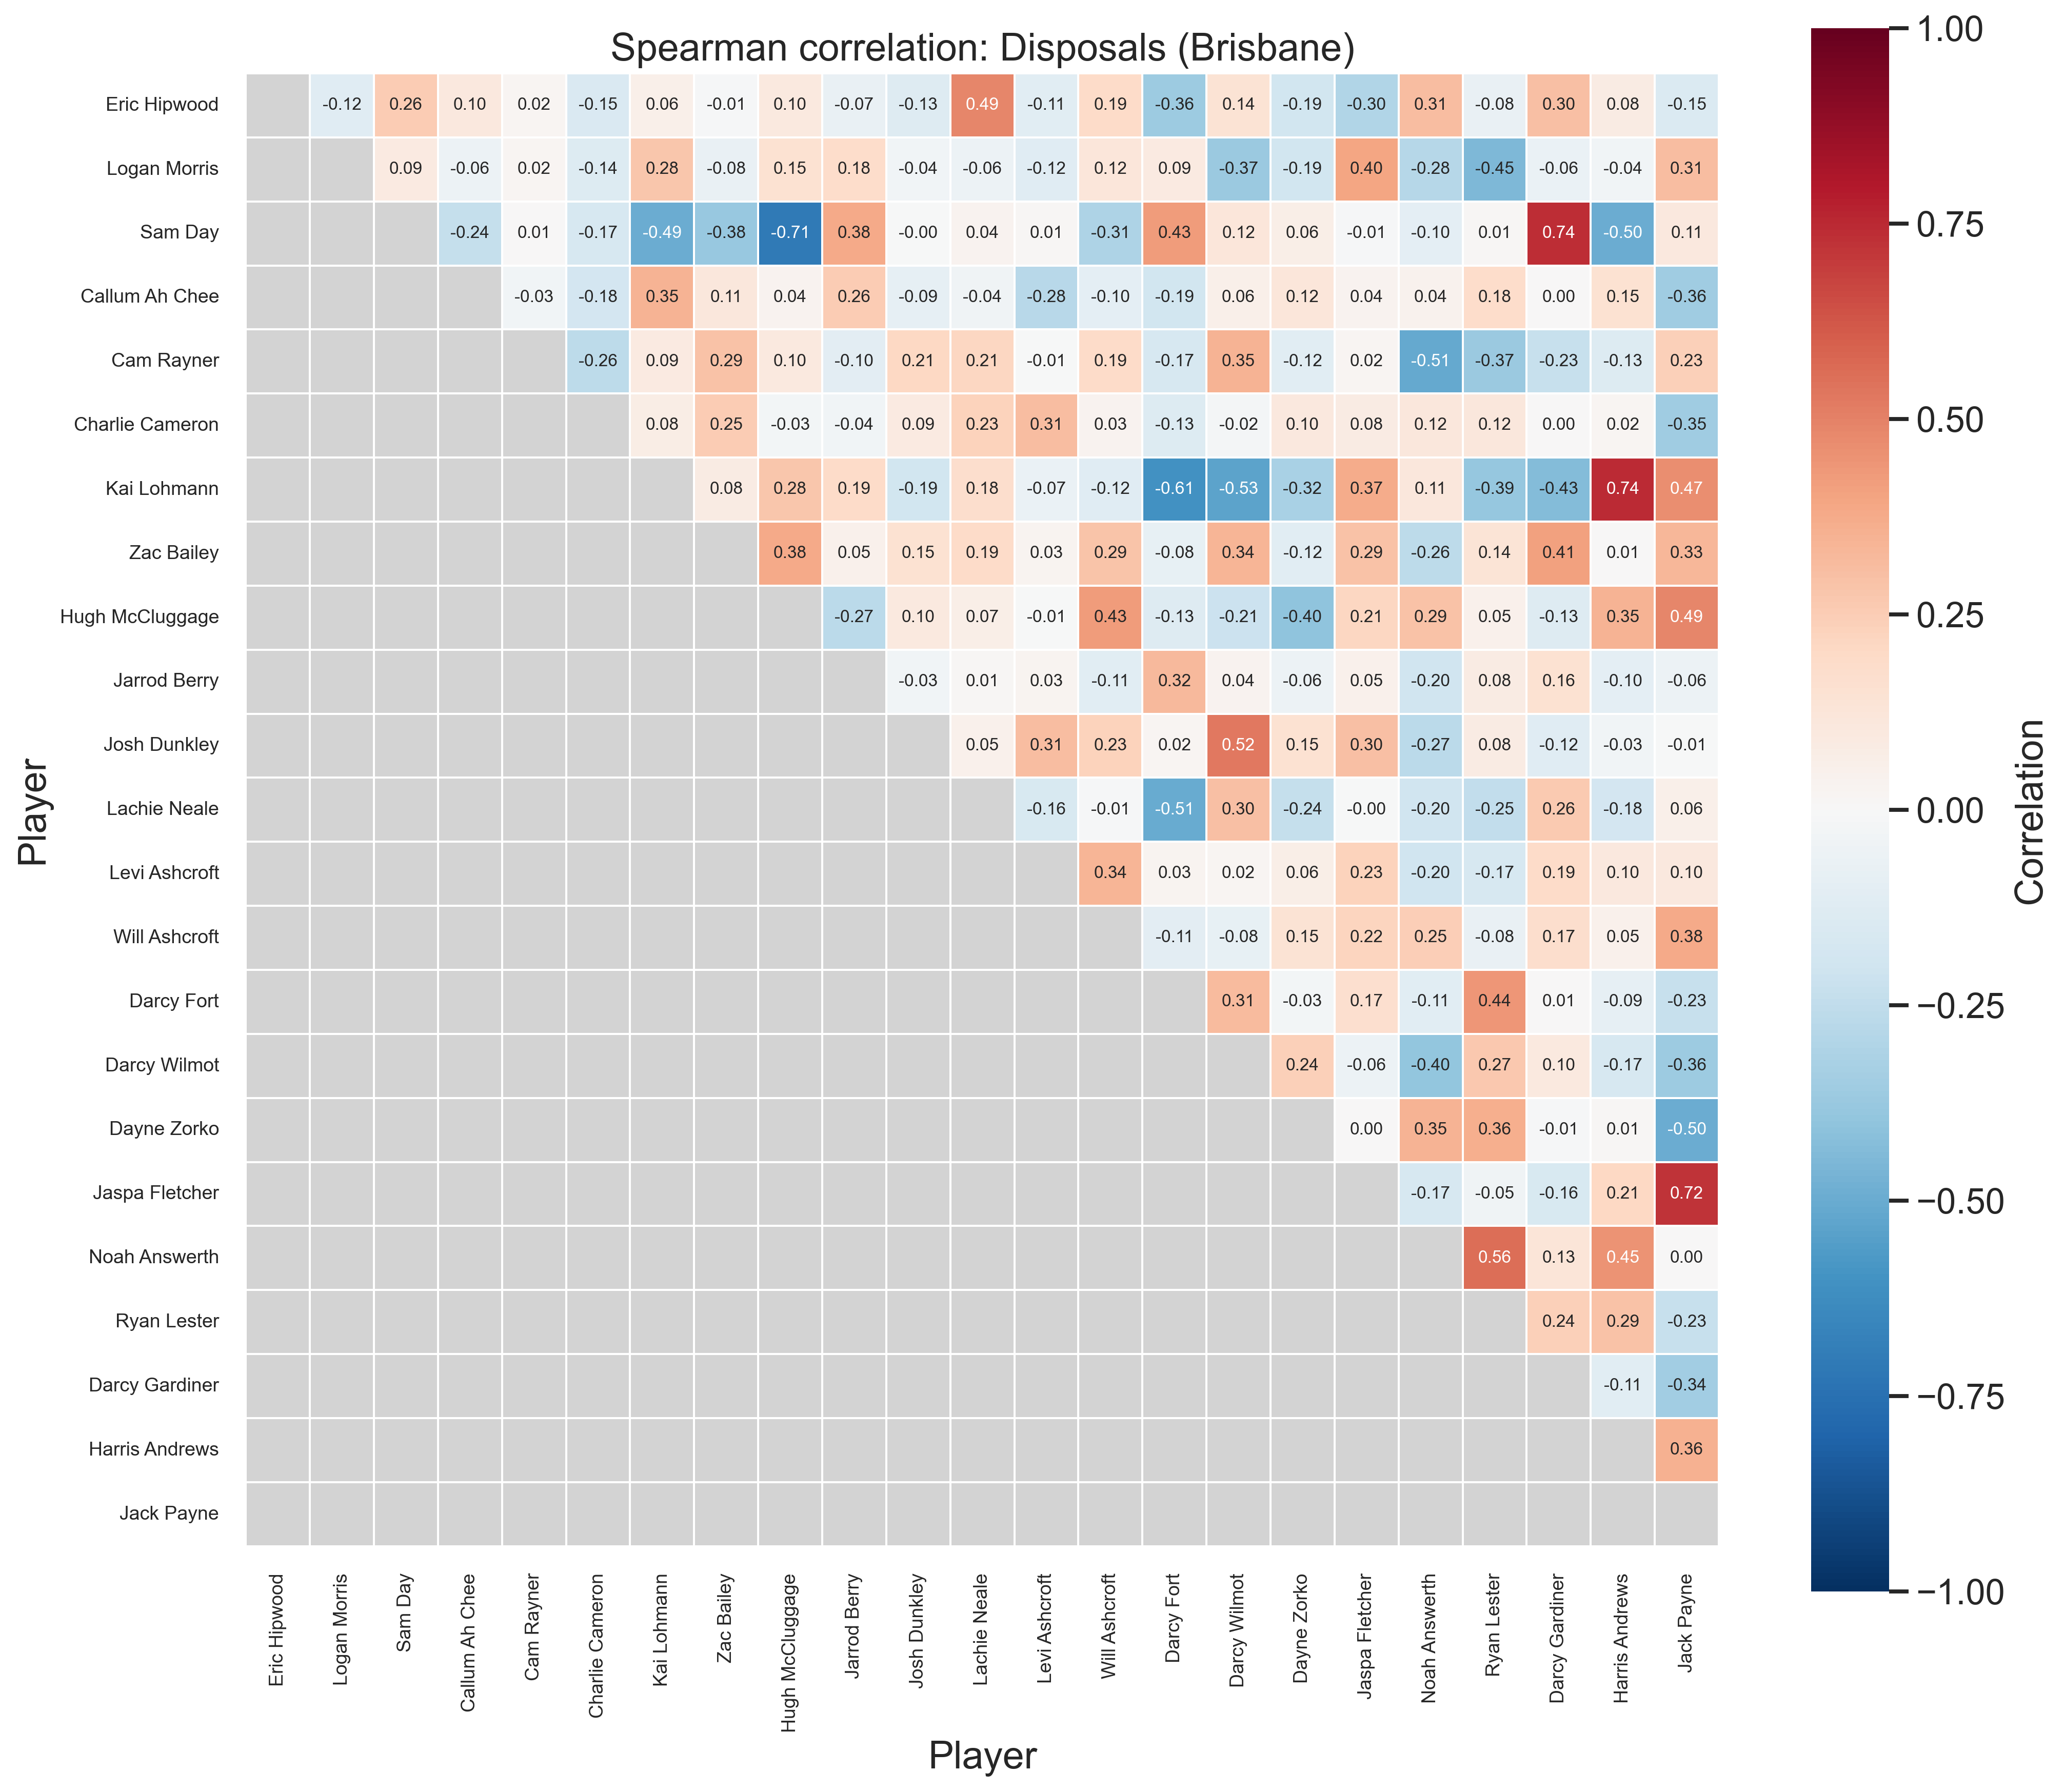 Spearman correlation: Disposals (Brisbane)
Eric Hipwood -0.12 0.26 0.10 0.02 -0.15 0.06 -0.01 0.10 -0.07 -0.13 0.49 -0.11 0.19 -0.36 0.14 -0.19 -0.30 0.31 -0.08 0.30 0.08 -0.15
Logan Morris 0.09 -0.06 0.02 -0.14 0.28 -0.08 0.15 0.18 -0.04 -0.06 -0.12 0.12 0.09 -0.37 -0.19 0.40 -0.28 -0.45 -0.06 -0.04 0.31
Sam Day -0.24 0.01 -0.17 -0.49 -0.38 -0.71 0.38 -0.00 0.04 0.01 -0.31 0.43 0.12 0.06 -0.01 -0.10 0.01 0.74 -0.50 0.11
Callum Ah Chee -0.03 -0.18 0.35 0.11 0.04 0.26 -0.09 -0.04 -0.28 -0.10 -0.19 0.06 0.12 0.04 0.04 0.18 0.00 0.15 -0.36
Cam Rayner -0.26 0.09 0.29 0.10 -0.10 0.21 0.21 -0.01 0.19 -0.17 0.35 -0.12 0.02 -0.51 -0.37 -0.23 -0.13 0.23
Charlie Cameron 0.08 0.25 -0.03 -0.04 0.09 0.23 0.31 0.03 -0.13 -0.02 0.10 0.08 0.12 0.12 0.00 0.02 -0.35
Kai Lohmann 0.08 0.28 0.19 -0.19 0.18 -0.07 -0.12 -0.61 -0.53 -0.32 0.37 0.11 -0.39 -0.43 0.74 0.47
Zac Bailey 0.38 0.05 0.15 0.19 0.03 0.29 -0.08 0.34 -0.12 0.29 -0.26 0.14 0.41 0.01 0.33
Hugh McCluggage -0.27 0.10 0.07 -0.01 0.43 -0.13 -0.21 -0.40 0.21 0.29 0.05 -0.13 0.35 0.49
Jarrod Berry -0.03 0.01 0.03 -0.11 0.32 0.04 -0.06 0.05 -0.20 0.08 0.16 -0.10 -0.06
Josh Dunkley 0.05 0.31 0.23 0.02 0.52 0.15 0.30 -0.27 0.08 -0.12 -0.03 -0.01
Lachie Neale -0.16 -0.01 -0.51 0.30 -0.24 -0.00 -0.20 -0.25 0.26 -0.18 0.06
Levi Ashcroft 0.34 0.03 0.02 0.06 0.23 -0.20 -0.17 0.19 0.10 0.10
Will Ashcroft -0.11 -0.08 0.15 0.22 0.25 -0.08 0.17 0.05 0.38
Darcy Fort 0.31 -0.03 0.17 -0.11 0.44 0.01 -0.09 -0.23
Darcy Wilmot 0.24 -0.06 -0.40 0.27 0.10 -0.17 -0.36
Dayne Zorko 0.00 0.35 0.36 -0.01 0.01 -0.50
Jaspa Fletcher -0.17 -0.05 -0.16 0.21 0.72
Noah Answerth 0.56 0.13 0.45 0.00
Ryan Lester 0.24 0.29 -0.23
Darcy Gardiner -0.11 -0.34
Harris Andrews 0.36
Jack Payne
Player
Eric Hipwood
Logan Morris
Sam Day
Callum Ah Chee
Cam Rayner
Charlie Cameron
Kai Lohmann
Zac Bailey
Hugh McCluggage
Jarrod Berry
Josh Dunkley
Lachie Neale
Levi Ashcroft
Will Ashcroft
Darcy Fort
Darcy Wilmot
Dayne Zorko
Jaspa Fletcher
Noah Answerth
Ryan Lester
Darcy Gardiner
Harris Andrews
Jack Payne
Player
1.00
0.75
0.50
0.25
0.00
−0.25
−0.50
−0.75
−1.00
Correlation